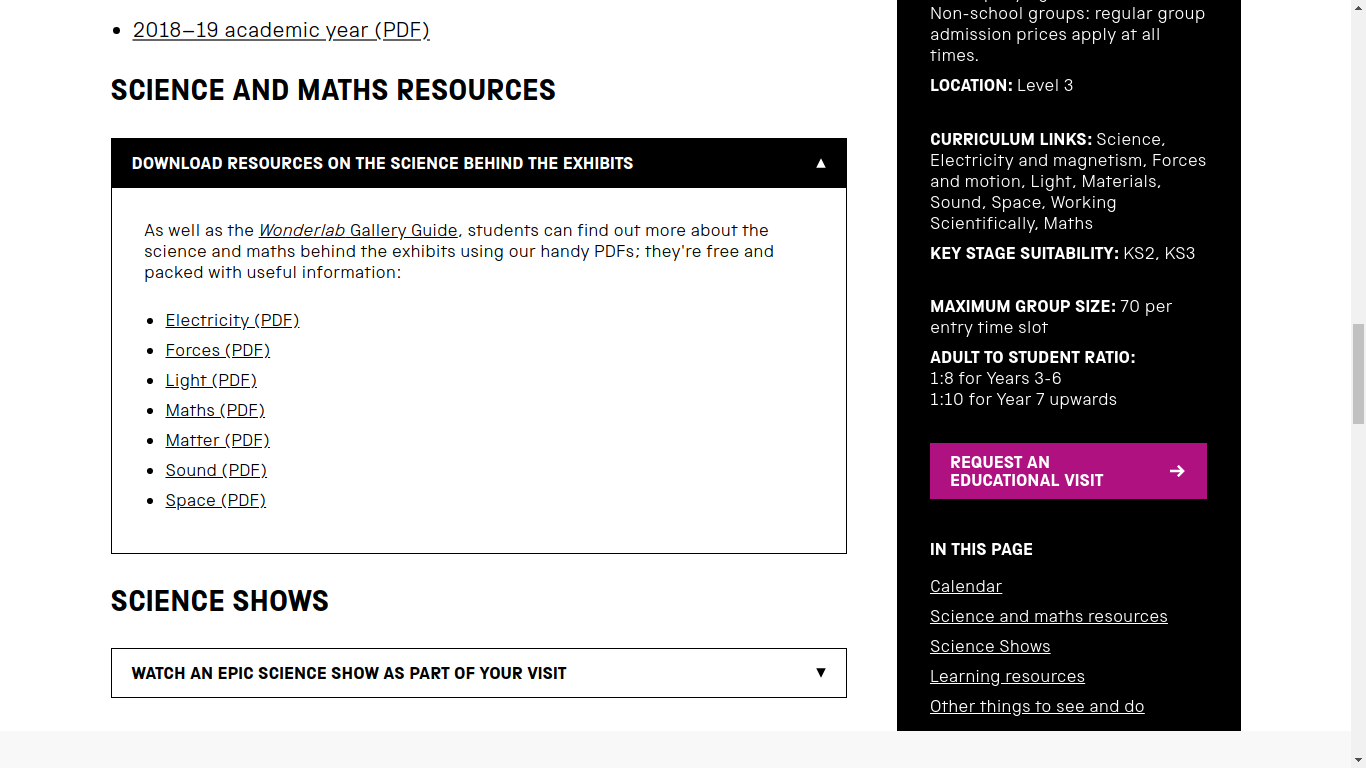 2018–19 academic year (PDF)
SCIENCE AND MATHS RESOURCES
DOWNLOAD RESOURCES ON THE SCIENCE BEHIND THE EXHIBITS ▲
As well as the Wonderlab Gallery Guide, students can find out more about the
science and maths behind the exhibits using our handy PDFs; they're free and
packed with useful information:
Electricity (PDF)
Forces (PDF)
Light (PDF)
Maths (PDF)
Matter (PDF)
Sound (PDF)
Space (PDF)
SCIENCE SHOWS
WATCH AN EPIC SCIENCE SHOW AS PART OF YOUR VISIT ▼
Non-school groups: regular group
admission prices apply at all
times.
LOCATION: Level 3
CURRICULUM LINKS: Science,
Electricity and magnetism, Forces
and motion, Light, Materials,
Sound, Space, Working
Scientifically, Maths
KEY STAGE SUITABILITY: KS2, KS3
MAXIMUM GROUP SIZE: 70 per
entry time slot
ADULT TO STUDENT RATIO:
1:8 for Years 3-6
1:10 for Year 7 upwards
REQUEST AN
EDUCATIONAL VISIT →
IN THIS PAGE
Calendar
Science and maths resources
Science Shows
Learning resources
Other things to see and do